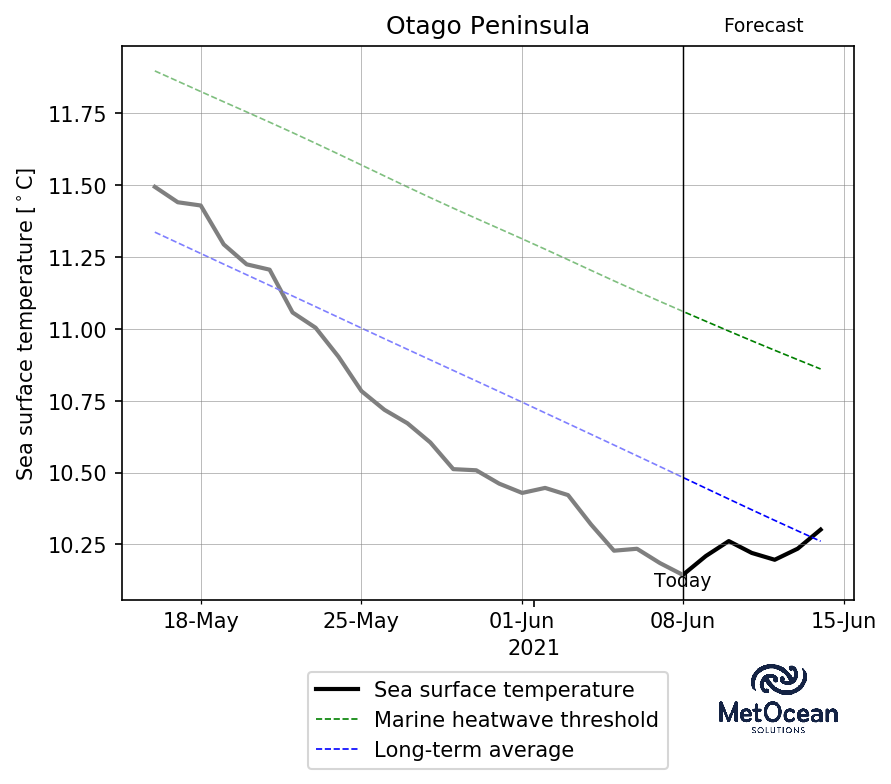 Otago Peninsula
Forecast
Sea surface temperature [°C]
11.75
11.50
11.25
11.00
10.75
10.50
10.25
Today
18-May
25-May
01-Jun
08-Jun
15-Jun
2021
Sea surface temperature
Marine heatwave threshold
Long-term average
MetOcean
SOLUTIONS